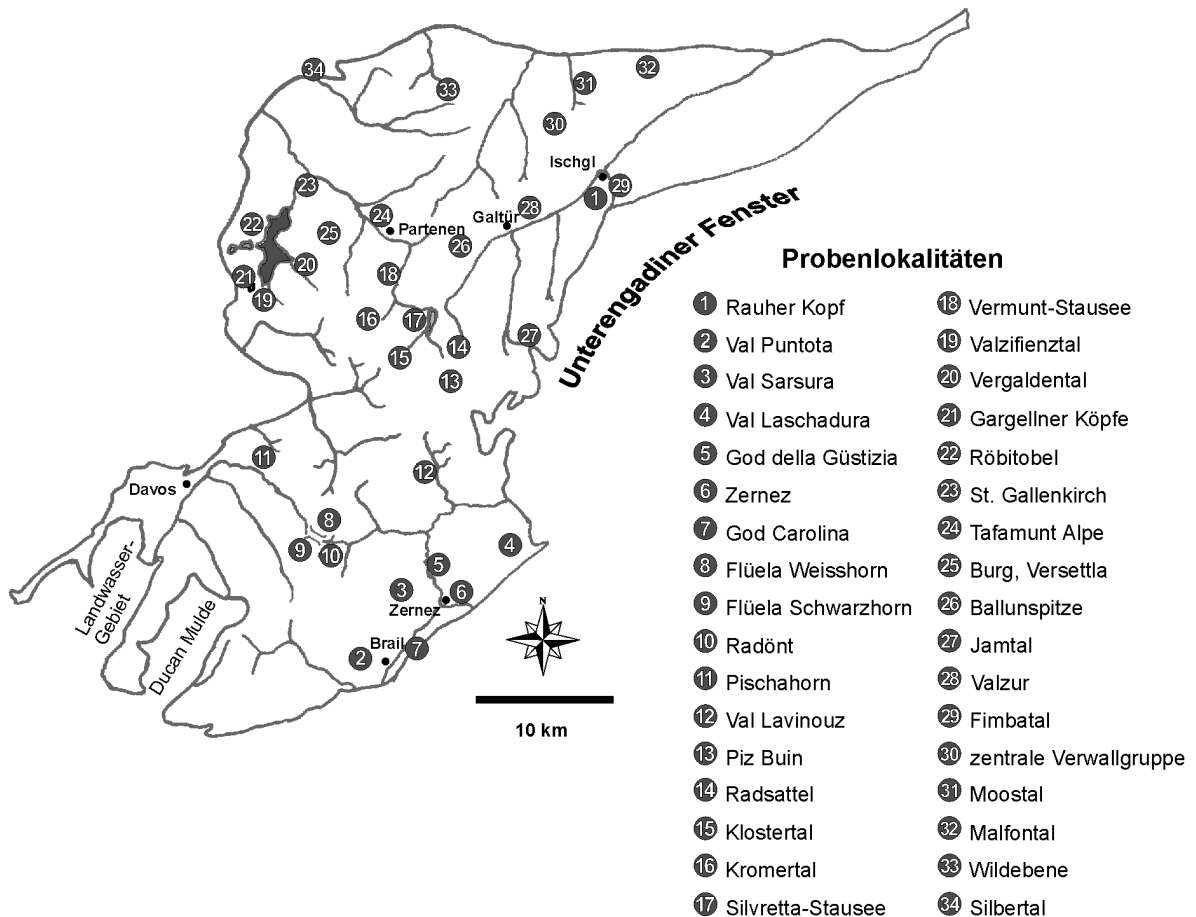 34
33
31
32
30
Ischgl
29
1
23
24
28
22
25
Partenen
Galtür
26
21
20
18
19
16
17
27
15
14
13
Unterengadiner Fenster
11
12
Davos
8
9
10
4
5
3
6
Zernez
Landwasser-
Gebiet
Ducan Mulde
Brail
2
7
N
10 km
Probenlokalitäten
1 Rauher Kopf
2 Val Puntota
3 Val Sarsura
4 Val Laschadura
5 God della Güstizia
6 Zernez
7 God Carolina
8 Flüela Weisshorn
9 Flüela Schwarzhorn
10 Radönt
11 Pischahorn
12 Val Lavinouz
13 Piz Buin
14 Radsattel
15 Klostertal
16 Kromertal
17 Silvretta-Stausee
18 Vermunt-Stausee
19 Valzifienztal
20 Vergaldental
21 Gargellner Köpfe
22 Röbitobel
23 St. Gallenkirch
24 Tafamunt Alpe
25 Burg, Versettla
26 Ballunspitze
27 Jamtal
28 Valzur
29 Fimbatal
30 zentrale Verwallgruppe
31 Moostal
32 Malfontal
33 Wildebene
34 Silbertal